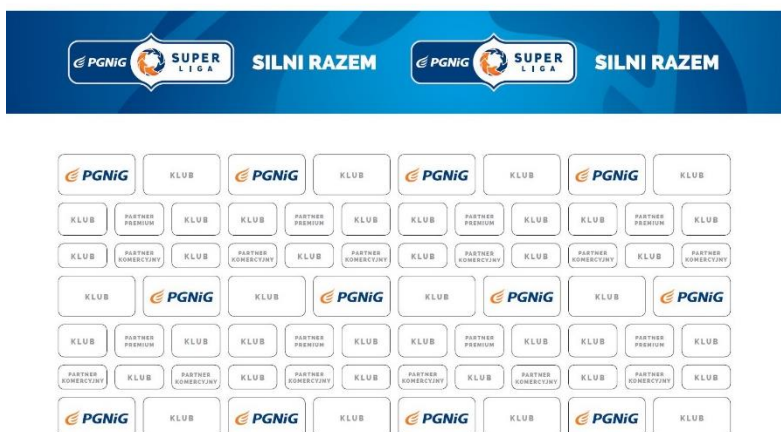 PGNiG SUPER LIGA SILNI RAZEM PGNiG SUPER LIGA SILNI RAZEM
PGNiG KLUB PGNiG KLUB PGNiG KLUB PGNiG KLUB
KLUB PARTNER PREMIUM KLUB KLUB PARTNER PREMIUM KLUB KLUB PARTNER PREMIUM KLUB KLUB PARTNER PREMIUM KLUB
KLUB PARTNER KOMERCYJNY KLUB PARTNER KOMERCYJNY KLUB PARTNER KOMERCYJNY KLUB PARTNER KOMERCYJNY KLUB PARTNER KOMERCYJNY KLUB PARTNER KOMERCYJNY
KLUB PGNiG KLUB PGNiG KLUB PGNiG KLUB PGNiG
KLUB PARTNER PREMIUM KLUB KLUB PARTNER PREMIUM KLUB KLUB PARTNER PREMIUM KLUB KLUB PARTNER PREMIUM KLUB
PARTNER KOMERCYJNY KLUB PARTNER KOMERCYJNY KLUB PARTNER KOMERCYJNY KLUB PARTNER KOMERCYJNY KLUB PARTNER KOMERCYJNY KLUB PARTNER KOMERCYJNY KLUB
PGNiG KLUB PGNiG KLUB PGNiG KLUB PGNiG KLUB